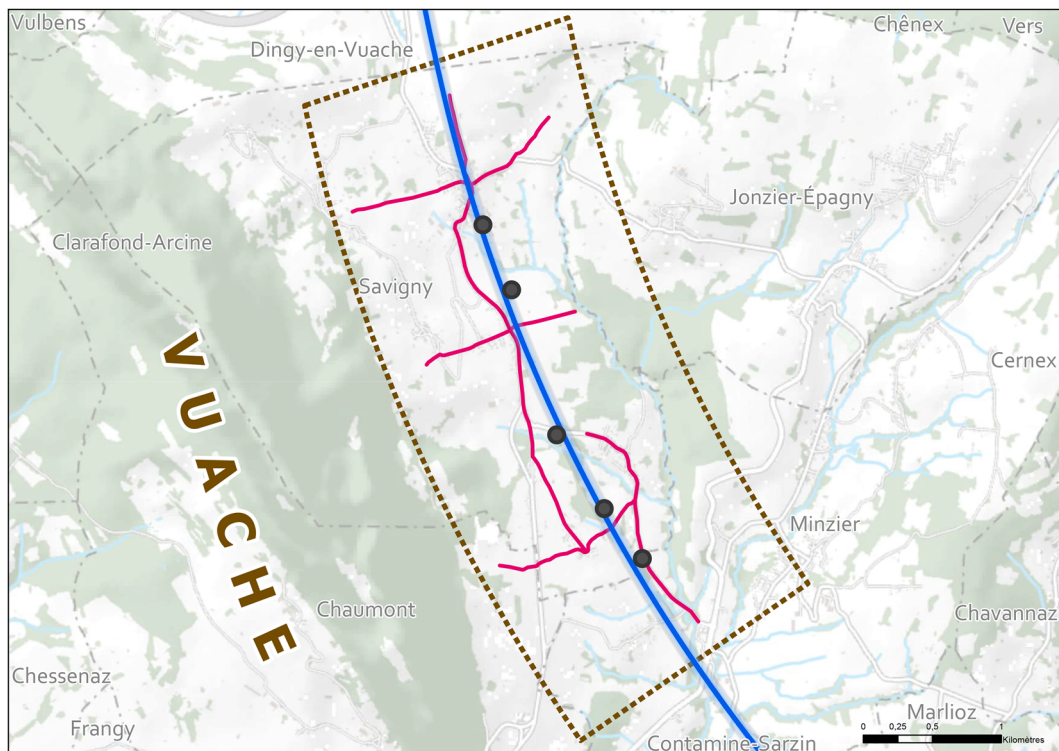 Vulbens
Chênex
Vers
Dingy-en-Vuache
Jonzier-Épagny
Clarafond-Arcine
Savigny
VUACHE
Cernex
Minzier
Chaumont
Chavannaz
Chessenaz
Marlioz
Frangy
Contamine-Sarzin
0 0,25 0,5 1
Kilomètres